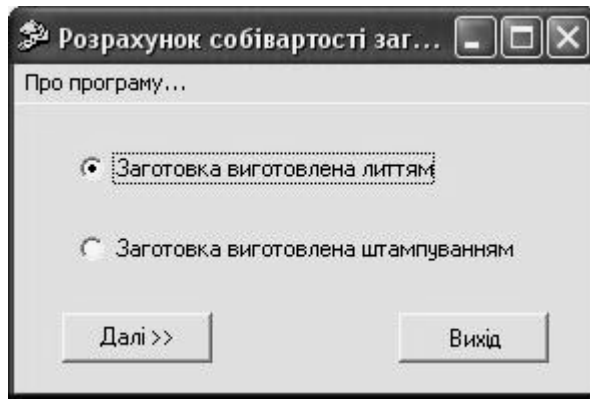 Розрахунок собівартості заг...
Про програму...
Заготовка виготовлена литтям
Заготовка виготовлена штампуванням
Далі >>
Вихід